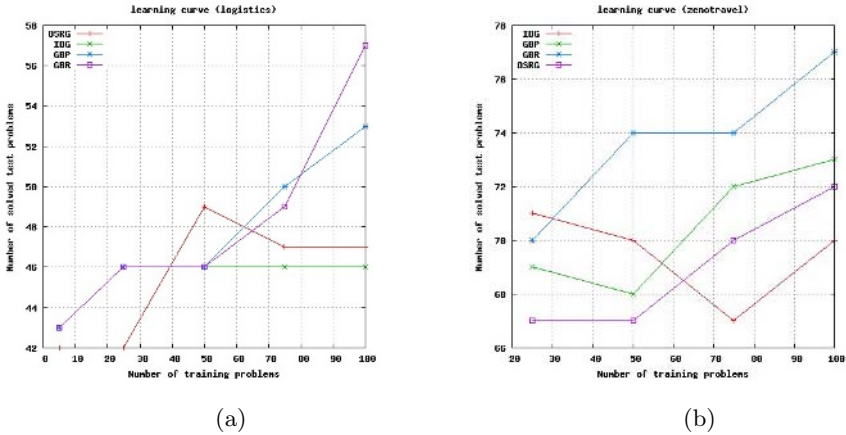 learning curve (logistics)
58
56
54
52
50
48
46
44
42
DSRG
IDG
GBP
GBR
Number of solved test problems
0 10 20 30 40 50 60 70 80 90 100
Number of training problems
(a)
learning curve (zenotravel)
78
76
74
72
70
68
66
IDG
GBP
GBR
DSRG
Number of solved test problems
20 30 40 50 60 70 80 90 100
Number of training problems
(b)